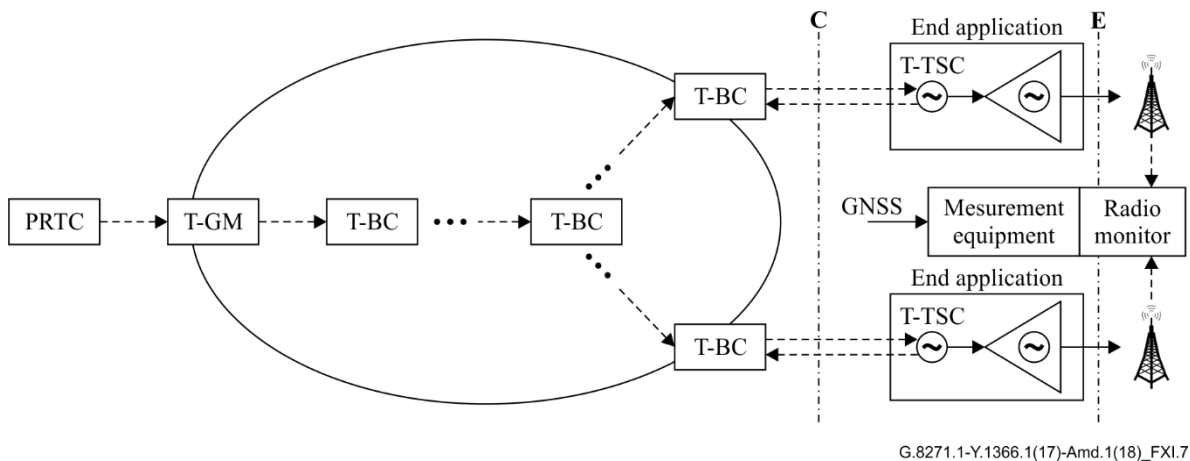 C
E
End application
T-TSC
T-BC
PRTC
T-GM
T-BC
T-BC
GNSS
Mesurement
equipment
Radio
monitor
End application
T-TSC
T-BC
G.8271.1-Y.1366.1(17)-Amd.1(18)_FXI.7